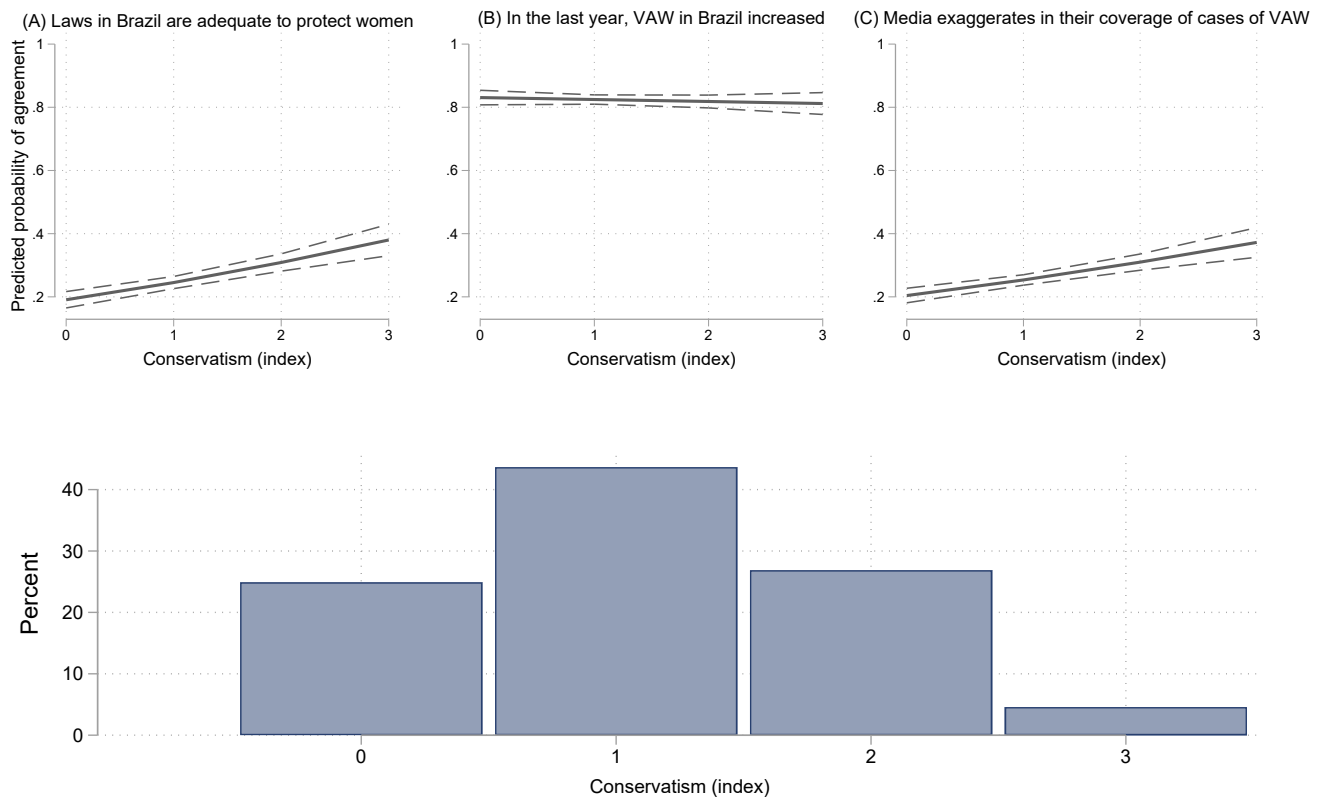 (A) Laws in Brazil are adequate to protect women
(B) In the last year, VAW in Brazil increased
(C) Media exaggerates in their coverage of cases of VAW
Predicted probability of agreement
1
.8
.6
.4
.2
0 1 2 3
Conservatism (index)
1
.8
.6
.4
.2
0 1 2 3
Conservatism (index)
1
.8
.6
.4
.2
0 1 2 3
Conservatism (index)
Percent
40
30
20
10
0
0 1 2 3
Conservatism (index)